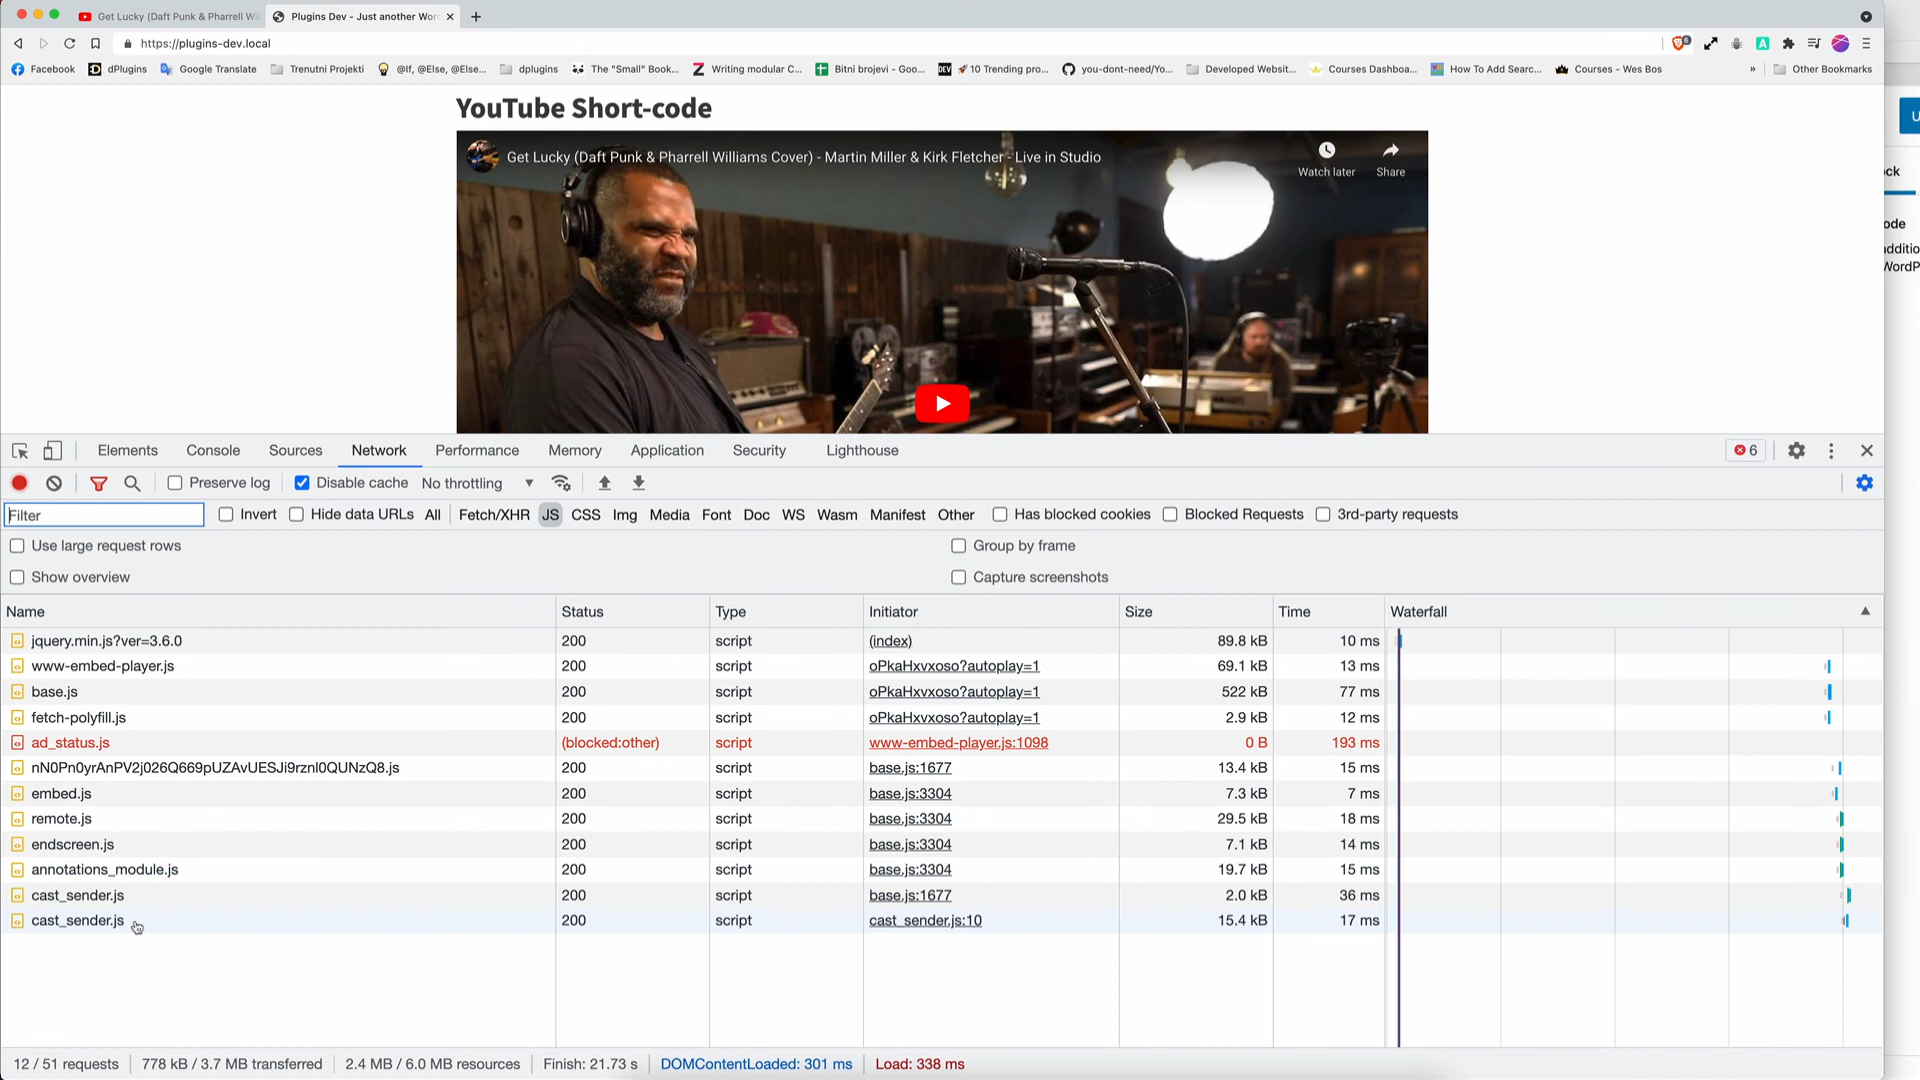 Get Lucky (Daft Punk & Pharrell Wil
Plugins Dev - Just another Wor
https://plugins-dev.local
Facebook
dPlugins
Google Translate
Trenutni Projekti
@If, @Else, @Else...
dplugins
The "Small" Book...
Writing modular C...
Bitni brojevi - Goo...
🚀 10 Trending pro...
you-dont-need/Yo...
Developed Websit...
Courses Dashboa...
How To Add Searc...
Courses - Wes Bos
»
Other Bookmarks
YouTube Short-code
Get Lucky (Daft Punk & Pharrell Williams Cover) - Martin Miller & Kirk Fletcher - Live in Studio
Watch later
Share
U
ock
ode
additio
WordP
Elements Console Sources Network Performance Memory Application Security Lighthouse
6
Preserve log
Disable cache
No throttling
Filter
Invert
Hide data URLs
All Fetch/XHR JS CSS Img Media Font Doc WS Wasm Manifest Other
Has blocked cookies
Blocked Requests
3rd-party requests
Use large request rows
Group by frame
Show overview
Capture screenshots
Name Status Type Initiator Size Time Waterfall
jquery.min.js?ver=3.6.0 200 script (index) 89.8 kB 10 ms
www-embed-player.js 200 script oPkaHxvxoso?autoplay=1 69.1 kB 13 ms
base.js 200 script oPkaHxvxoso?autoplay=1 522 kB 77 ms
fetch-polyfill.js 200 script oPkaHxvxoso?autoplay=1 2.9 kB 12 ms
ad_status.js (blocked:other) script www-embed-player.js:1098 0 B 193 ms
nN0Pn0yrAnPV2j026Q669pUZAvUESJi9rznl0QUNzQ8.js 200 script base.js:1677 13.4 kB 15 ms
embed.js 200 script base.js:3304 7.3 kB 7 ms
remote.js 200 script base.js:3304 29.5 kB 18 ms
endscreen.js 200 script base.js:3304 7.1 kB 14 ms
annotations_module.js 200 script base.js:3304 19.7 kB 15 ms
cast_sender.js 200 script base.js:1677 2.0 kB 36 ms
cast_sender.js 200 script cast_sender.js:10 15.4 kB 17 ms
12 / 51 requests 778 kB / 3.7 MB transferred 2.4 MB / 6.0 MB resources Finish: 21.73 s DOMContentLoaded: 301 ms Load: 338 ms